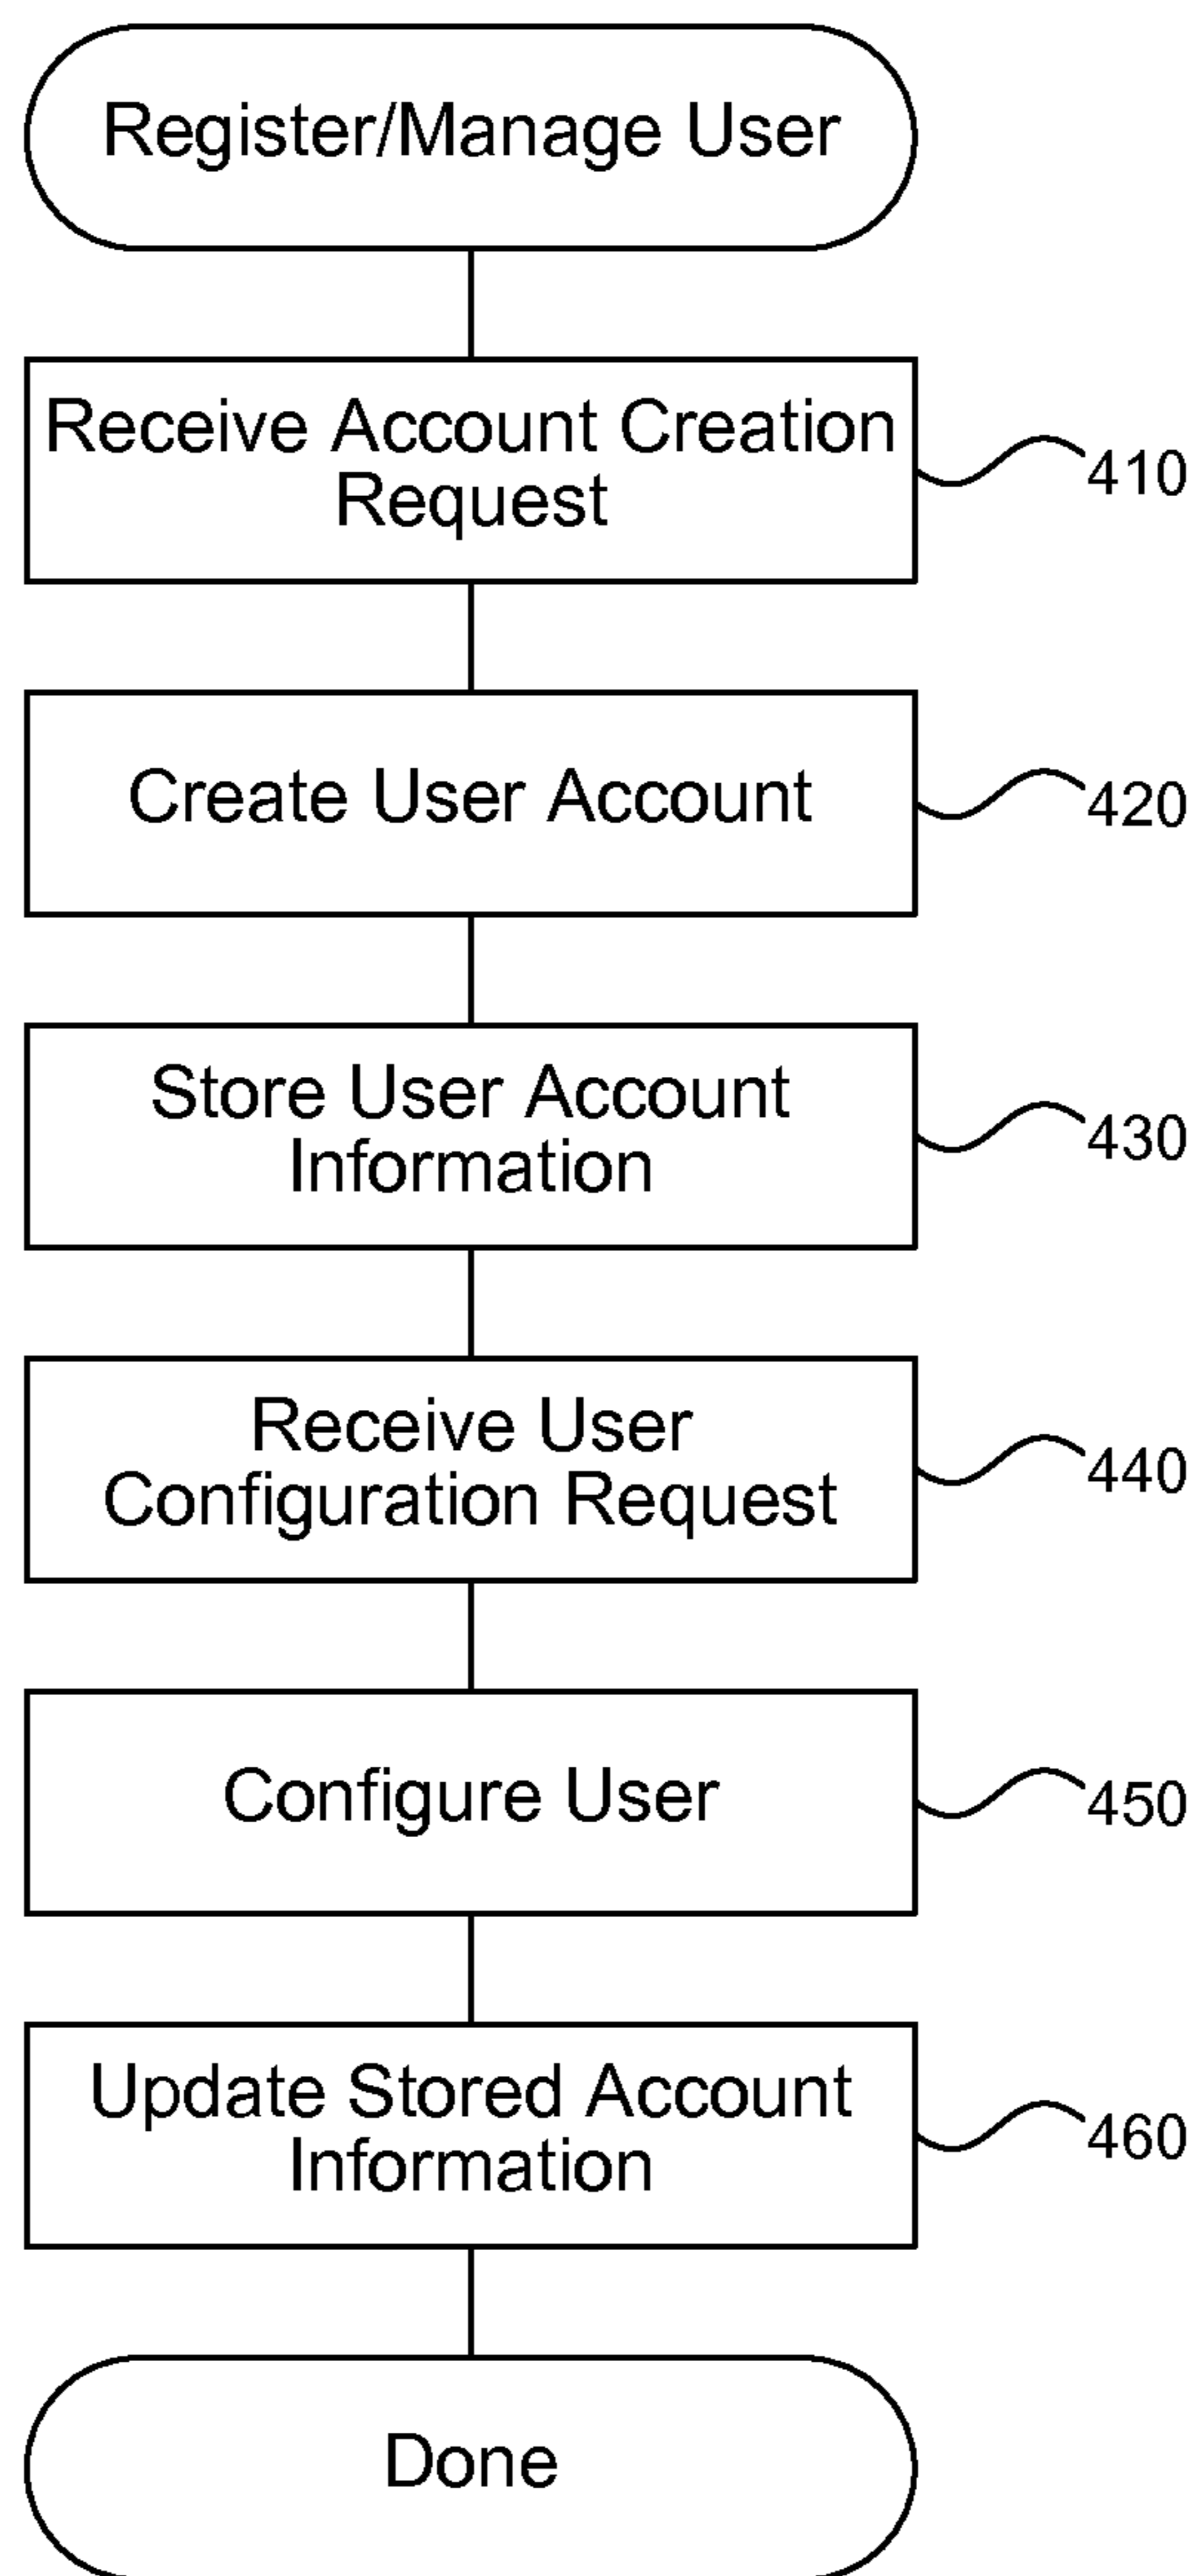 Register/Manage User
Receive Account Creation
Request
410
Create User Account
420
Store User Account
Information
430
Receive User
Configuration Request
440
Configure User
450
Update Stored Account
Information
460
Done